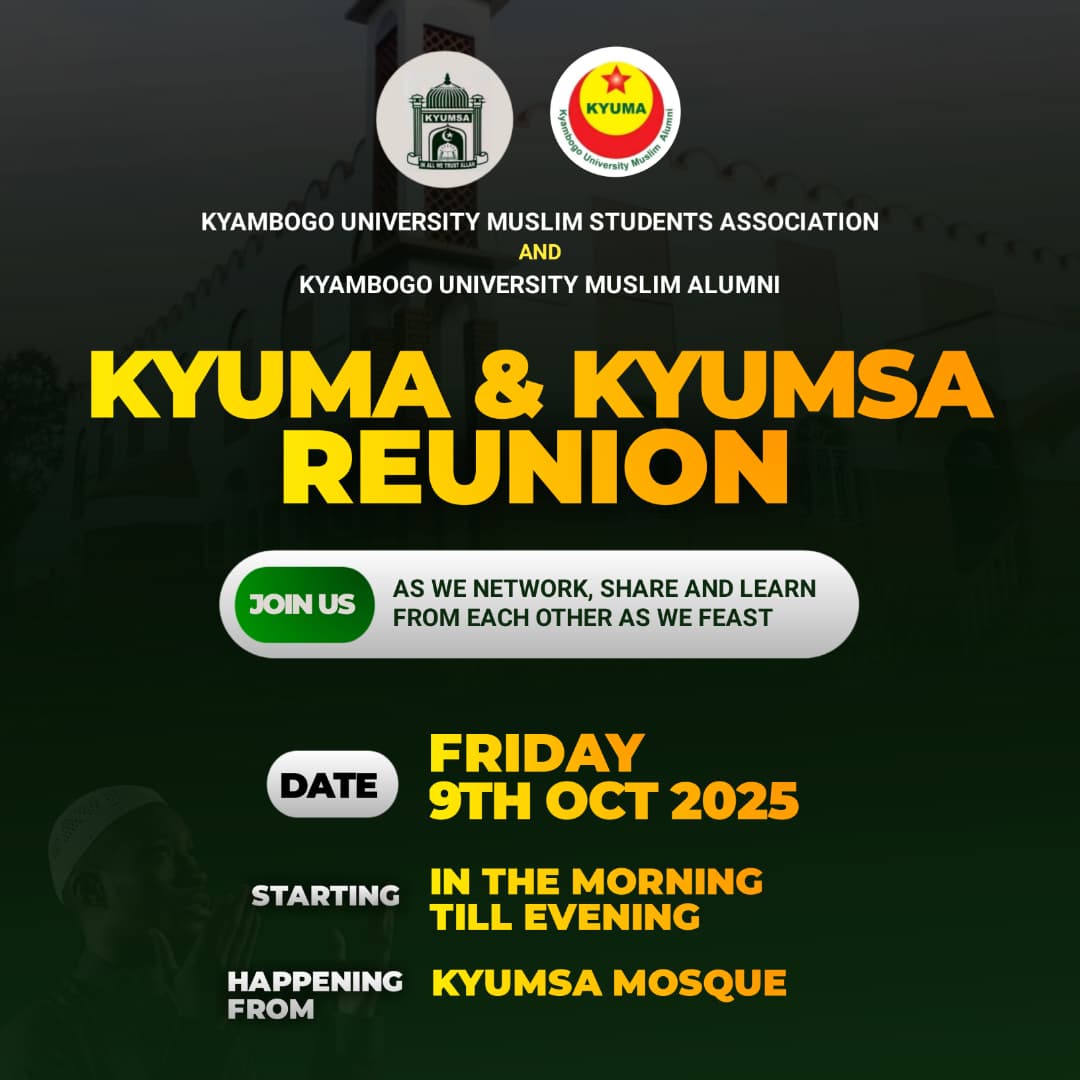 KYUMSA
IN ALL WE TRUST ALLAH
KYUMA
Kyambogo University Muslim Alumni
KYAMBOGO UNIVERSITY MUSLIM STUDENTS ASSOCIATION
AND
KYAMBOGO UNIVERSITY MUSLIM ALUMNI
KYUMA & KYUMSA
REUNION
JOIN US
AS WE NETWORK, SHARE AND LEARN
FROM EACH OTHER AS WE FEAST
DATE
FRIDAY
9TH OCT 2025
STARTING
IN THE MORNING
TILL EVENING
HAPPENING
FROM
KYUMSA MOSQUE